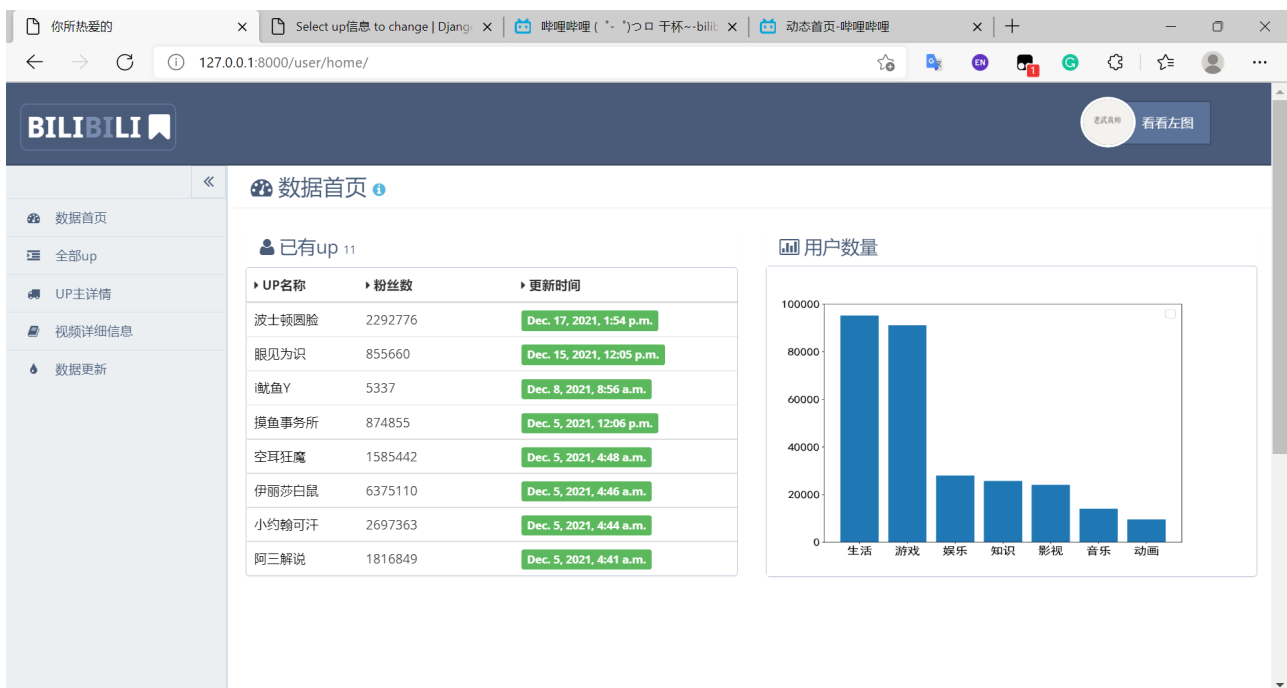 你所热爱的
Select up信息 to change | Djang
哔哩哔哩 ( ゜- ゜)つロ 干杯~-bilib
动态首页-哔哩哔哩
127.0.0.1:8000/user/home/
EN
1
BILIBILI
老式真师
看看左图
数据首页
全部up
UP主详情
视频详细信息
数据更新
数据首页
已有up 11
UP名称 粉丝数 更新时间
波士顿圆脸 2292776 Dec. 17, 2021, 1:54 p.m.
眼见为识 855660 Dec. 15, 2021, 12:05 p.m.
i鱿鱼Y 5337 Dec. 8, 2021, 8:56 a.m.
摸鱼事务所 874855 Dec. 5, 2021, 12:06 p.m.
空耳狂魔 1585442 Dec. 5, 2021, 4:48 a.m.
伊丽莎白鼠 6375110 Dec. 5, 2021, 4:46 a.m.
小约翰可汗 2697363 Dec. 5, 2021, 4:44 a.m.
阿三解说 1816849 Dec. 5, 2021, 4:41 a.m.
用户数量
100000
80000
60000
40000
20000
0
生活 游戏 娱乐 知识 影视 音乐 动画